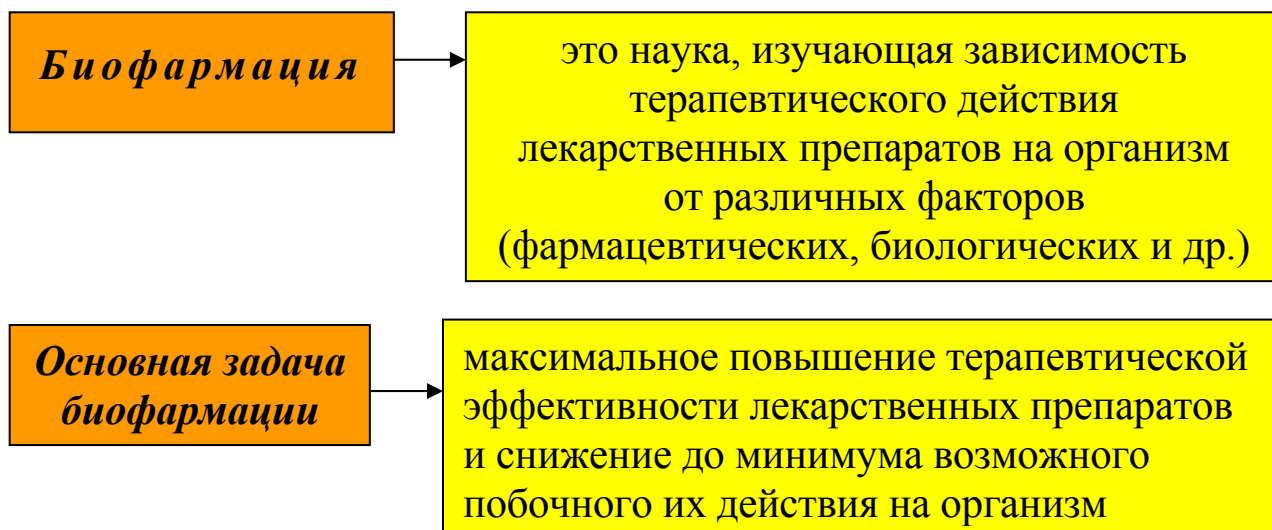 Биофармация
это наука, изучающая зависимость
терапевтического действия
лекарственных препаратов на организм
от различных факторов
(фармацевтических, биологических и др.)
Основная задача
биофармации
максимальное повышение терапевтической
эффективности лекарственных препаратов
и снижение до минимума возможного
побочного их действия на организм